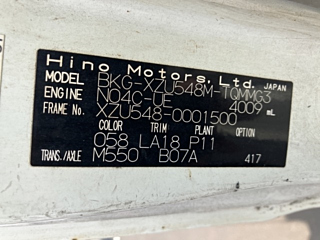 Hino Motors, Ltd. JAPAN
MODEL BKG-XZU548M-TQMMG3
ENGINE N04C-UE 4009 mL
FRAME No. XZU548-0001500
COLOR TRIM PLANT OPTION
058 LA18 P11
TRANS./AXLE M550 B07A 417